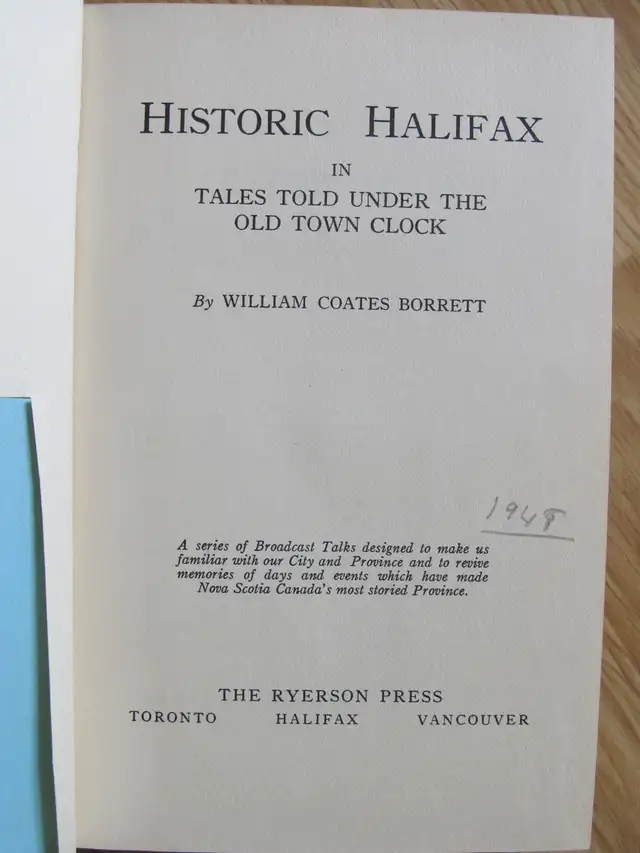 HISTORIC HALIFAX
IN
TALES TOLD UNDER THE
OLD TOWN CLOCK
By WILLIAM COATES BORRETT
1948
A series of Broadcast Talks designed to make us
familiar with our City and Province and to revive
memories of days and events which have made
Nova Scotia Canada's most storied Province.
THE RYERSON PRESS
TORONTO HALIFAX VANCOUVER